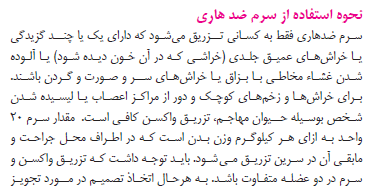 نحوه استفاده از سرم ضد هاری
سرم ضدهاری فقط به کسانی تزریق می‌شود که دارای یک یا چند گزیدگی
یا خراش‌های عمیق جلدی (خراشی که در آن خون دیده شود) یا آلوده
شدن غشاء مخاطی با بزاق یا خراش‌های سر و صورت و گردن باشند.
برای خراش‌ها و زخم‌های کوچک و دور از مراکز اعصاب یا لیسیده شدن
شخص بوسیله حیوان مهاجم، تزریق واکسن کافی است. مقدار سرم ۲۰
واحد به ازای هر کیلوگرم وزن بدن است که در اطراف محل جراحت و
مابقی آن در سرین تزریق می‌شود. باید توجه داشت که تزریق واکسن و
سرم در دو عضله متفاوت باشد. به هرحال اتخاذ تصمیم در مورد تجویز